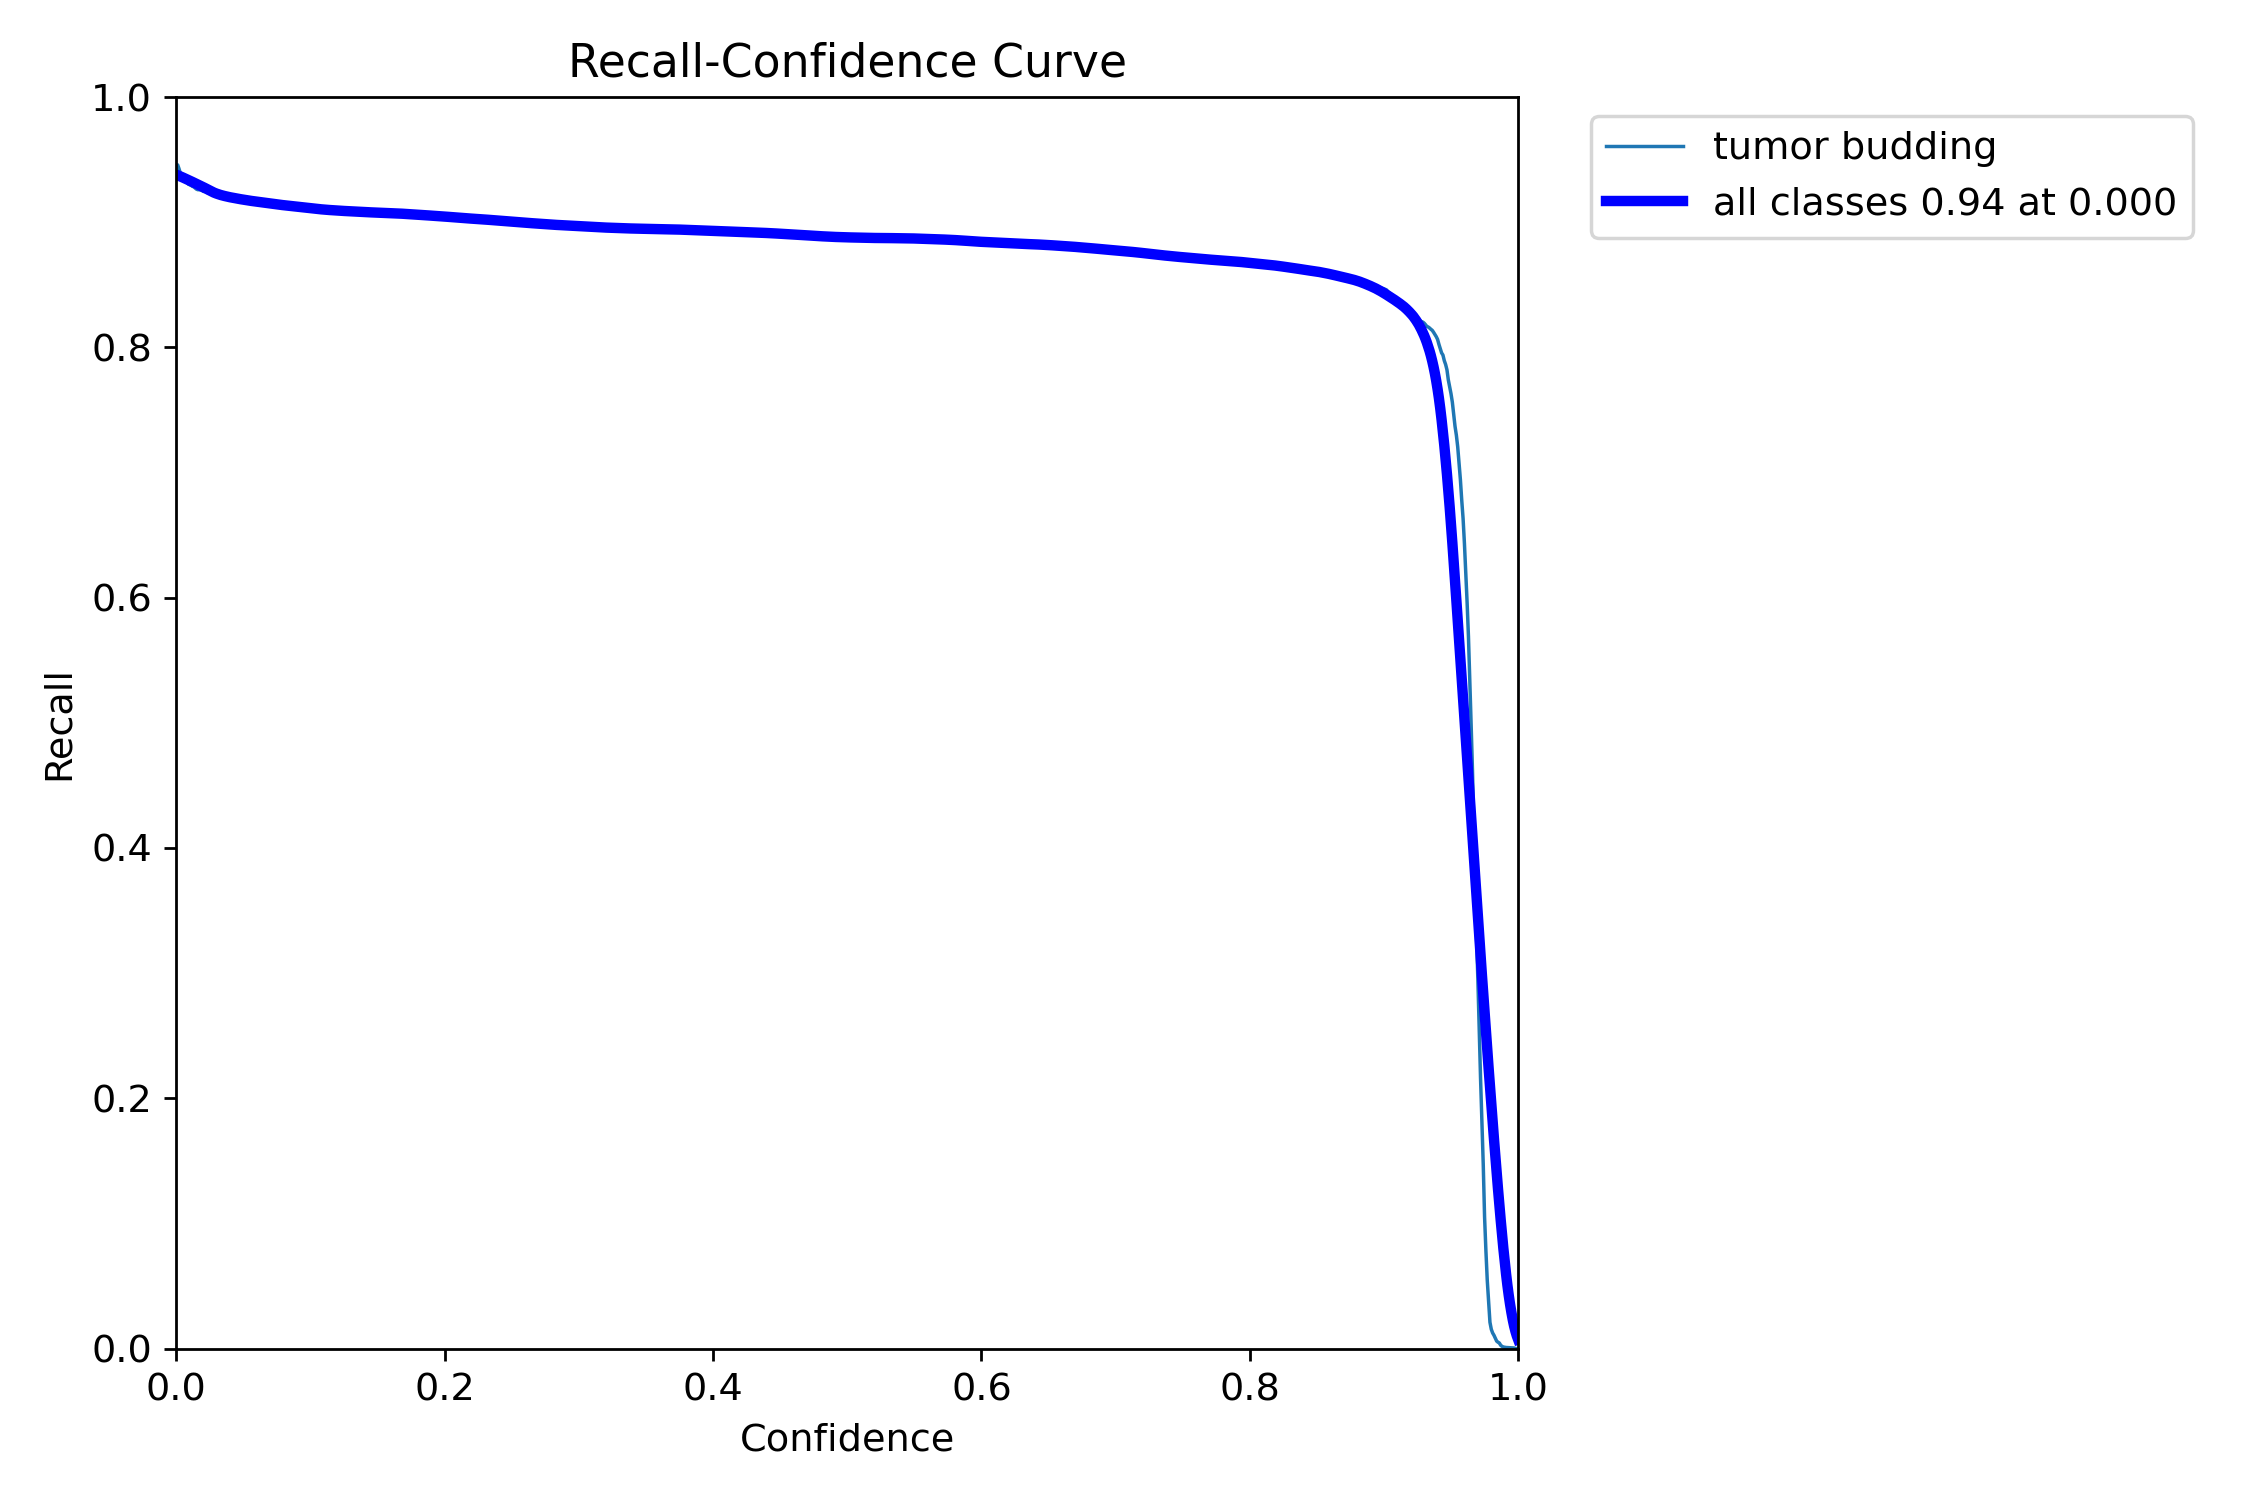 Recall-Confidence Curve
tumor budding
all classes 0.94 at 0.000
1.0
0.8
0.6
0.4
0.2
0.0
Recall
0.0 0.2 0.4 0.6 0.8 1.0
Confidence